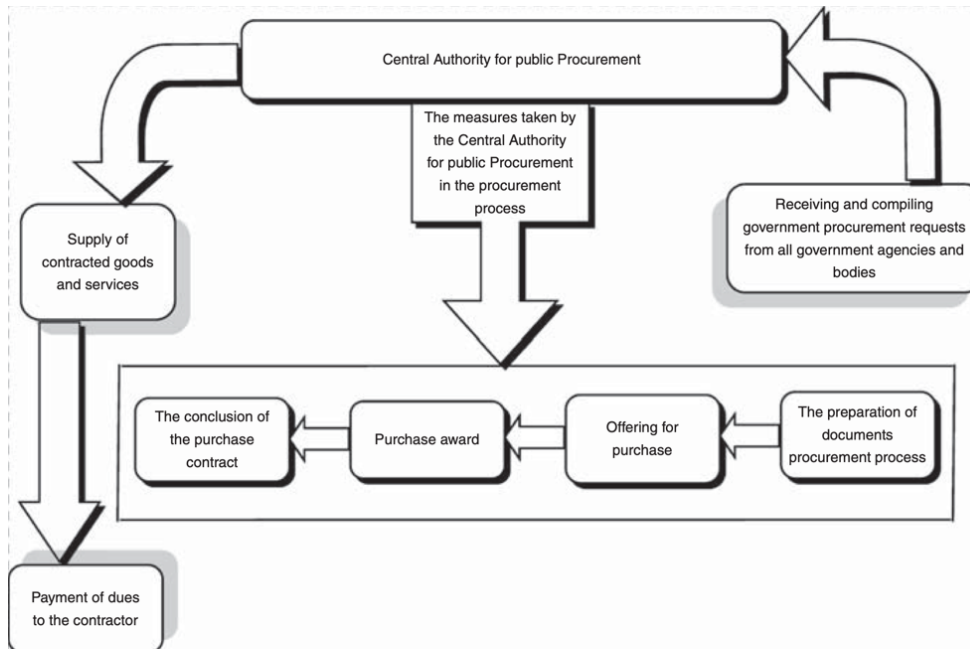 Central Authority for public Procurement
The measures taken by
the Central Authority
for public Procurement
in the procurement
process
Receiving and compiling
government procurement requests
from all government agencies and
bodies
Supply of
contracted goods
and services
The conclusion of
the purchase
contract
Purchase award
Offering for
purchase
The preparation of
documents
procurement process
Payment of dues
to the contractor